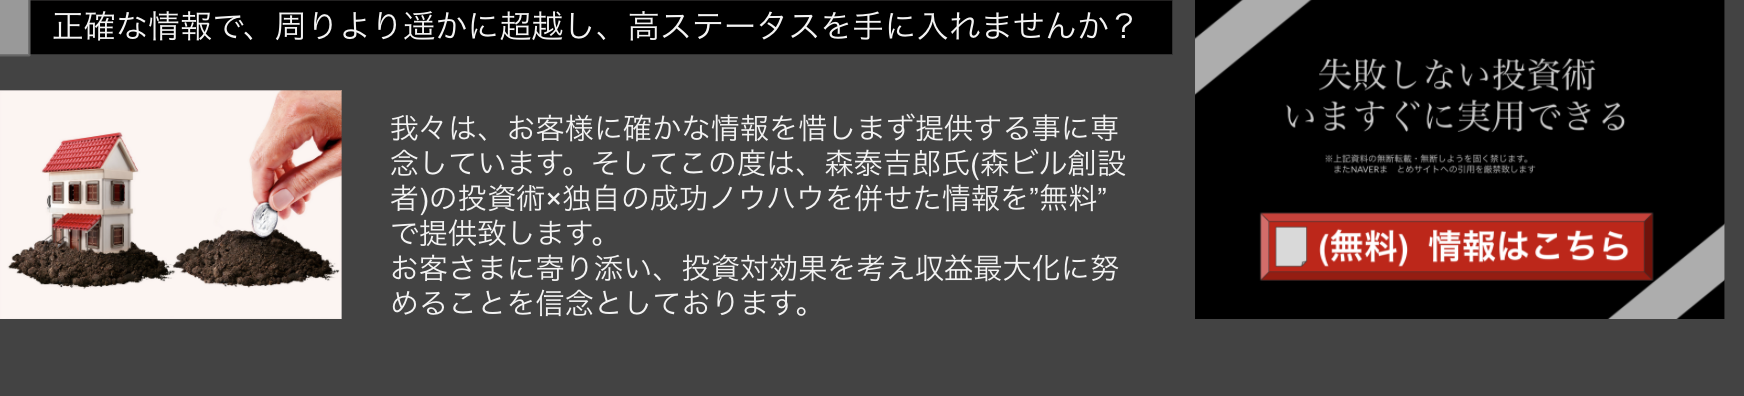 正確な情報で、周りより遥かに超越し、高ステータスを手に入れませんか？
我々は、お客様に確かな情報を惜しまず提供する事に専
念しています。そしてこの度は、森泰吉郎氏(森ビル創設
者)の投資術×独自の成功ノウハウを併せた情報を”無料”
で提供致します。
お客さまに寄り添い、投資対効果を考え収益最大化に努
めることを信念としております。
失敗しない投資術
いますぐに実用できる
※上記資料の無断転載・無断しようを固く禁じます。
またNAVERま　とめサイトへの引用を厳禁致します
(無料) 情報はこちら